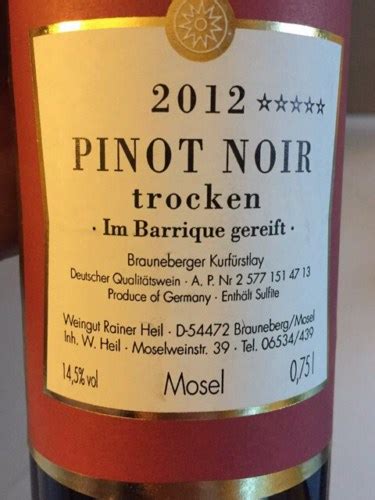 2012 ☆☆☆☆☆
PINOT NOIR
trocken
· Im Barrique gereift ·
Brauneberger Kurfürstlay
Deutscher Qualitätswein · A. P. Nr 2 577 151 47 13
Produce of Germany · Enthält Sulfite
Weingut Rainer Heil · D-54472 Brauneberg/Mosel
Inh. W. Heil · Moselweinstr. 39 · Tel. 06534/439
14,5% vol Mosel 0,75 l